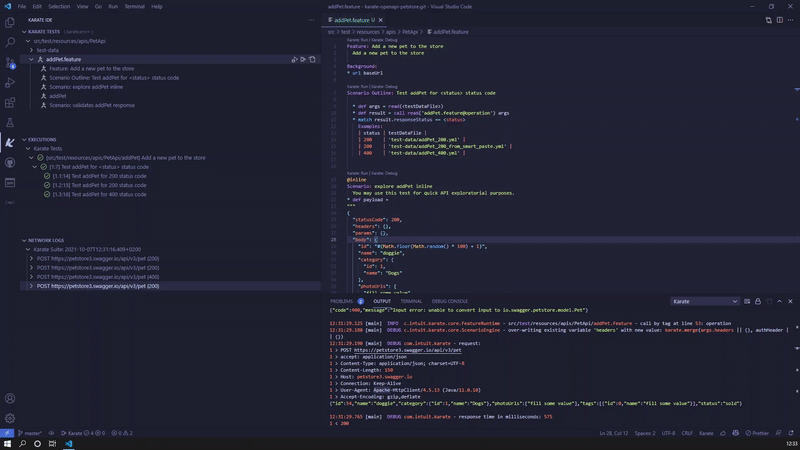 File Edit Selection View Go Run Terminal Help
addPet.feature - karate-openapi-petstore.git - Visual Studio Code
KARATE IDE
KARATE TESTS
src/test/resources/apis/PetApi
test-data
addPet.feature
Feature: Add a new pet to the store
Scenario Outline: Test addPet for <status> status code
Scenario: explore addPet inline
addPet
Scenario: validates addPet response
EXECUTIONS
Karate Tests
(src/test/resources/apis/PetApi/addPet) Add a new pet to the store
[1:7] Test addPet for <status> status code
[1.1:14] Test addPet for 200 status code
[1.2:15] Test addPet for 200 status code
[1.3:16] Test addPet for 400 status code
NETWORK LOGS
Karate Suite: 2021-10-07T12:31:16.409+0200
POST https://petstore3.swagger.io/api/v3/pet (200)
POST https://petstore3.swagger.io/api/v3/pet (200)
POST https://petstore3.swagger.io/api/v3/pet (400)
POST https://petstore3.swagger.io/api/v3/pet (200)
addPet.feature U
src > test > resources > apis > PetApi > addPet.feature
Karate: Run | Karate: Debug
Feature: Add a new pet to the store
Add a new pet to the store
Background:
* url baseUrl
Karate: Run | Karate: Debug
Scenario Outline: Test addPet for <status> status code
* def args = read(<testDataFile>)
* def result = call read('addPet.feature@operation') args
* match result.responseStatus == <status>
Examples:
| status | testDataFile |
| 200 | 'test-data/addPet_200.yml' |
| 200 | 'test-data/addPet_200_from_smart_paste.yml' |
| 400 | 'test-data/addPet_400.yml' |
Karate: Run | Karate: Debug
@inline
Scenario: explore addPet inline
You may use this test for quick API exploratorial purposes.
* def payload =
"""
{
"statusCode": 200,
"headers": {},
"params": {},
"body": {
"id": "#(Math.floor(Math.random() * 100) + 1)",
"name": "doggie",
"category": {
"id": 1,
"name": "Dogs"
},
"photoUrls": [
"fill some value"
PROBLEMS 2 OUTPUT TERMINAL DEBUG CONSOLE
Karate
{"code":400,"message":"Input error: unable to convert input to io.swagger.petstore.model.Pet"}
12:31:29.125 [main] INFO c.intuit.karate.core.FeatureRuntime - src/test/resources/apis/PetApi/addPet.feature - call by tag at line 53: operation
12:31:29.180 [main] DEBUG c.intuit.karate.core.ScenarioEngine - over-writing existing variable 'headers' with new value: karate.merge(args.headers || {}, authHeader
|| {})
12:31:29.190 [main] DEBUG com.intuit.karate - request:
1 > POST https://petstore3.swagger.io/api/v3/pet
1 > accept: application/json
1 > Content-Type: application/json; charset=UTF-8
1 > Content-Length: 150
1 > Host: petstore3.swagger.io
1 > Connection: Keep-Alive
1 > User-Agent: Apache-HttpClient/4.5.13 (Java/11.0.10)
1 > Accept-Encoding: gzip,deflate
{"id":34,"name":"doggie","category":{"id":1,"name":"Dogs"},"photoUrls":["fill some value"],"tags":[{"id":0,"name":"fill some value"}],"status":"sold"}
12:31:29.765 [main] DEBUG com.intuit.karate - response time in milliseconds: 575
1 < 200
master* Karate 4 0 0 2 Ln 28, Col 12 Spaces: 2 UTF-8 CRLF Karate Prettier
12:33